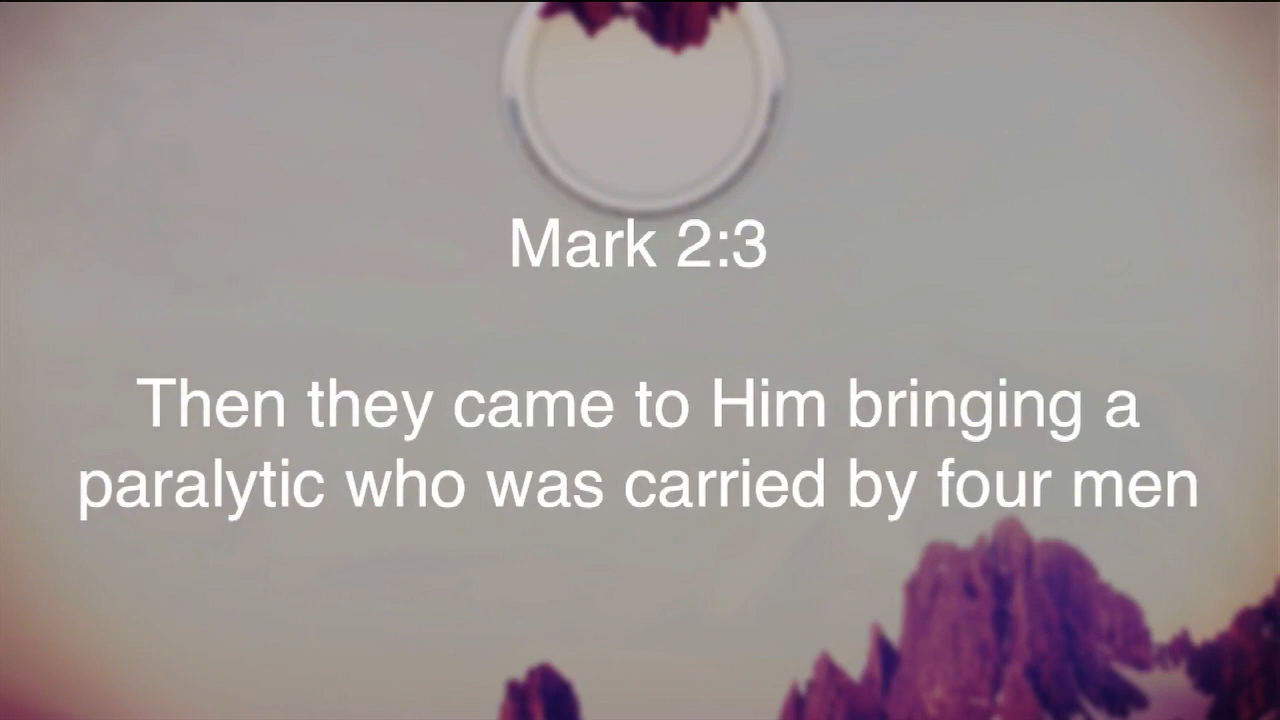 Mark 2:3
Then they came to Him bringing a
paralytic who was carried by four men